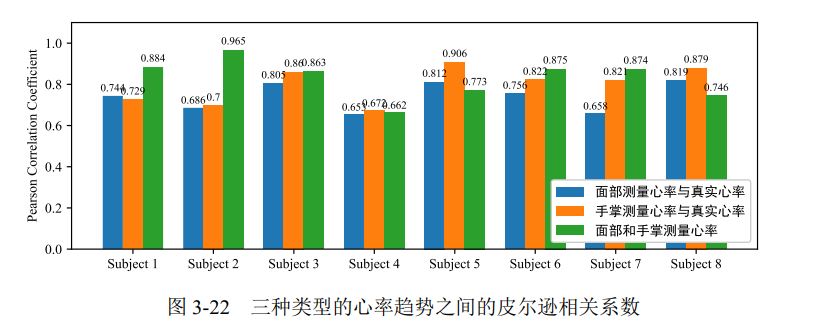 Pearson Correlation Coefficient
1.0
0.8
0.6
0.4
0.2
0.0
0.744 0.729 0.884
0.686 0.7 0.965
0.805 0.86 0.863
0.653 0.672 0.662
0.812 0.906 0.773
0.756 0.822 0.875
0.658 0.821 0.874
0.819 0.879 0.746
Subject 1 Subject 2 Subject 3 Subject 4 Subject 5 Subject 6 Subject 7 Subject 8
面部测量心率与真实心率
手掌测量心率与真实心率
面部和手掌测量心率
图 3-22 三种类型的心率趋势之间的皮尔逊相关系数